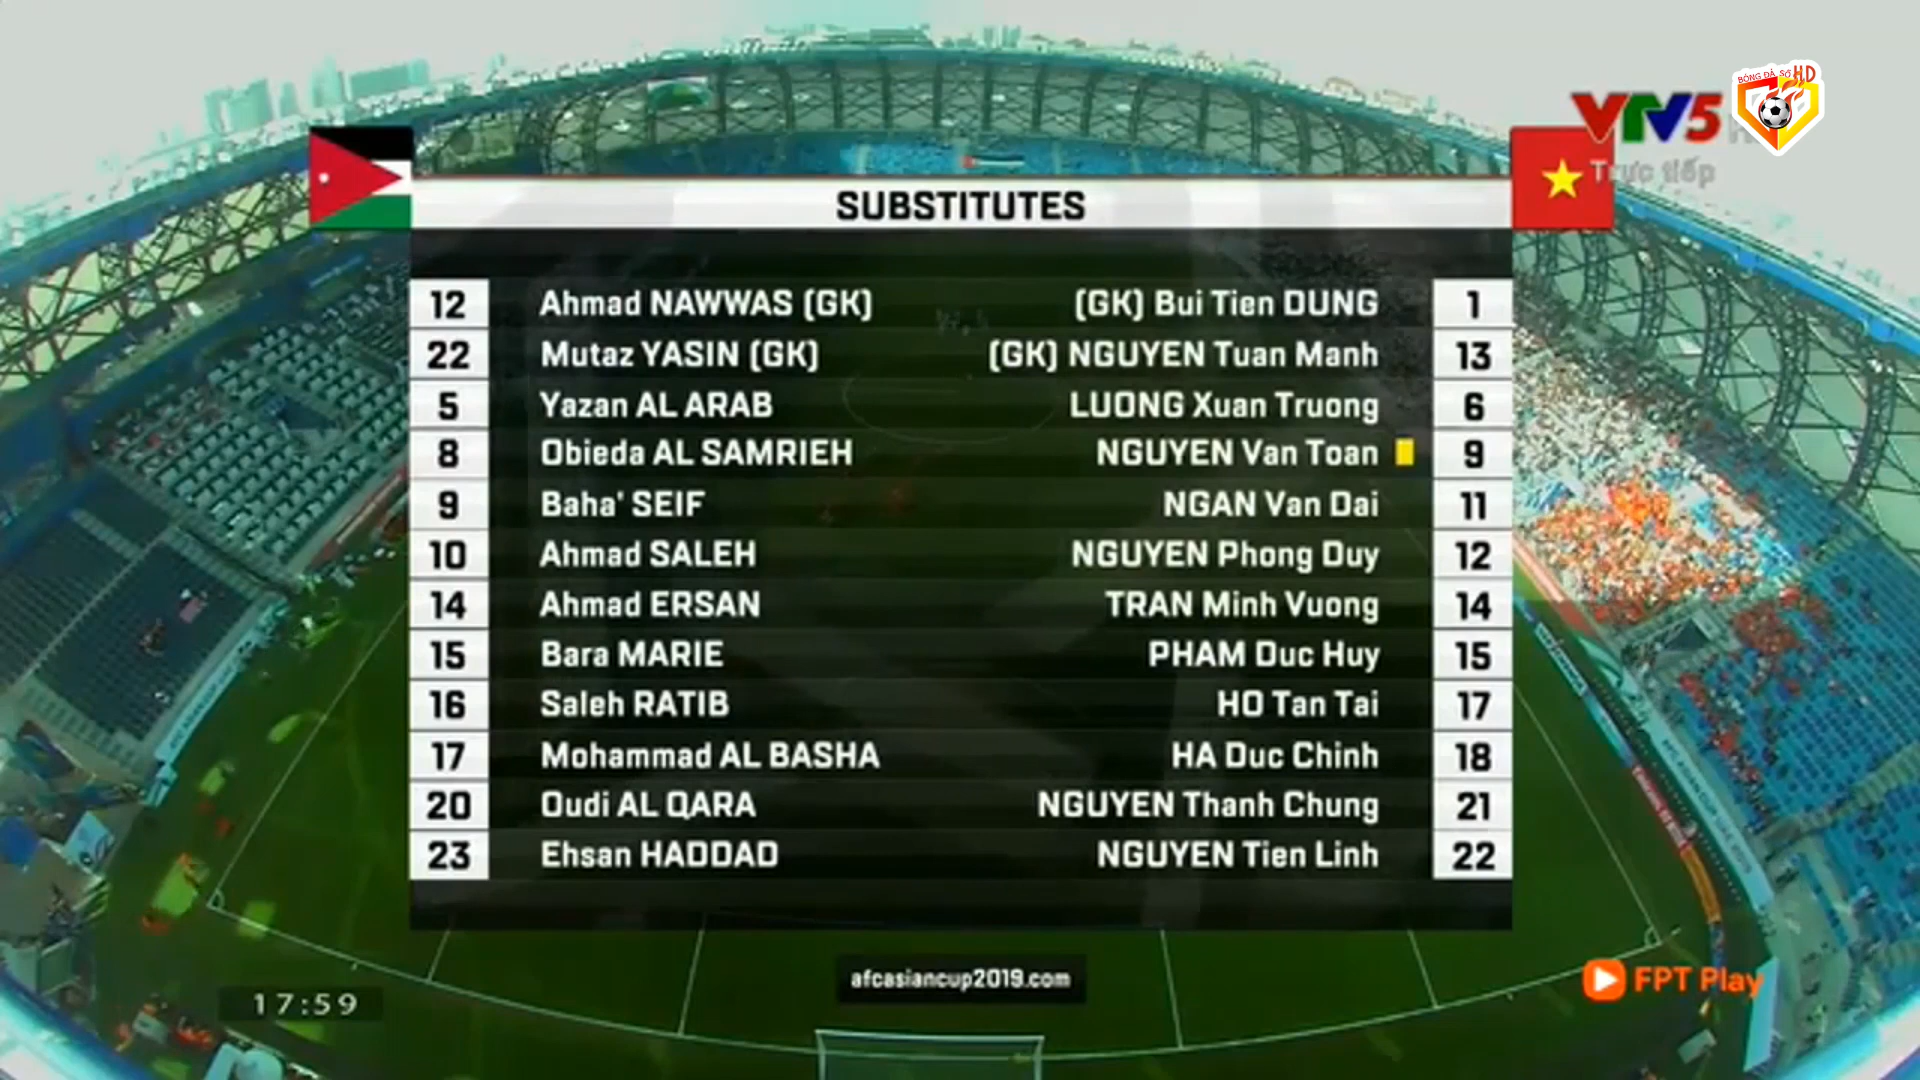 BÓNG ĐÁ SỐ HD
VTV5
Trực tiếp
SUBSTITUTES
12 Ahmad NAWWAS (GK) (GK) Bui Tien DUNG 1
22 Mutaz YASIN (GK) (GK) NGUYEN Tuan Manh 13
5 Yazan AL ARAB LUONG Xuan Truong 6
8 Obieda AL SAMRIEH NGUYEN Van Toan 9
9 Baha' SEIF NGAN Van Dai 11
10 Ahmad SALEH NGUYEN Phong Duy 12
14 Ahmad ERSAN TRAN Minh Vuong 14
15 Bara MARIE PHAM Duc Huy 15
16 Saleh RATIB HO Tan Tai 17
17 Mohammad AL BASHA HA Duc Chinh 18
20 Oudi AL QARA NGUYEN Thanh Chung 21
23 Ehsan HADDAD NGUYEN Tien Linh 22
afcasiancup2019.com
17:59
FPT Play